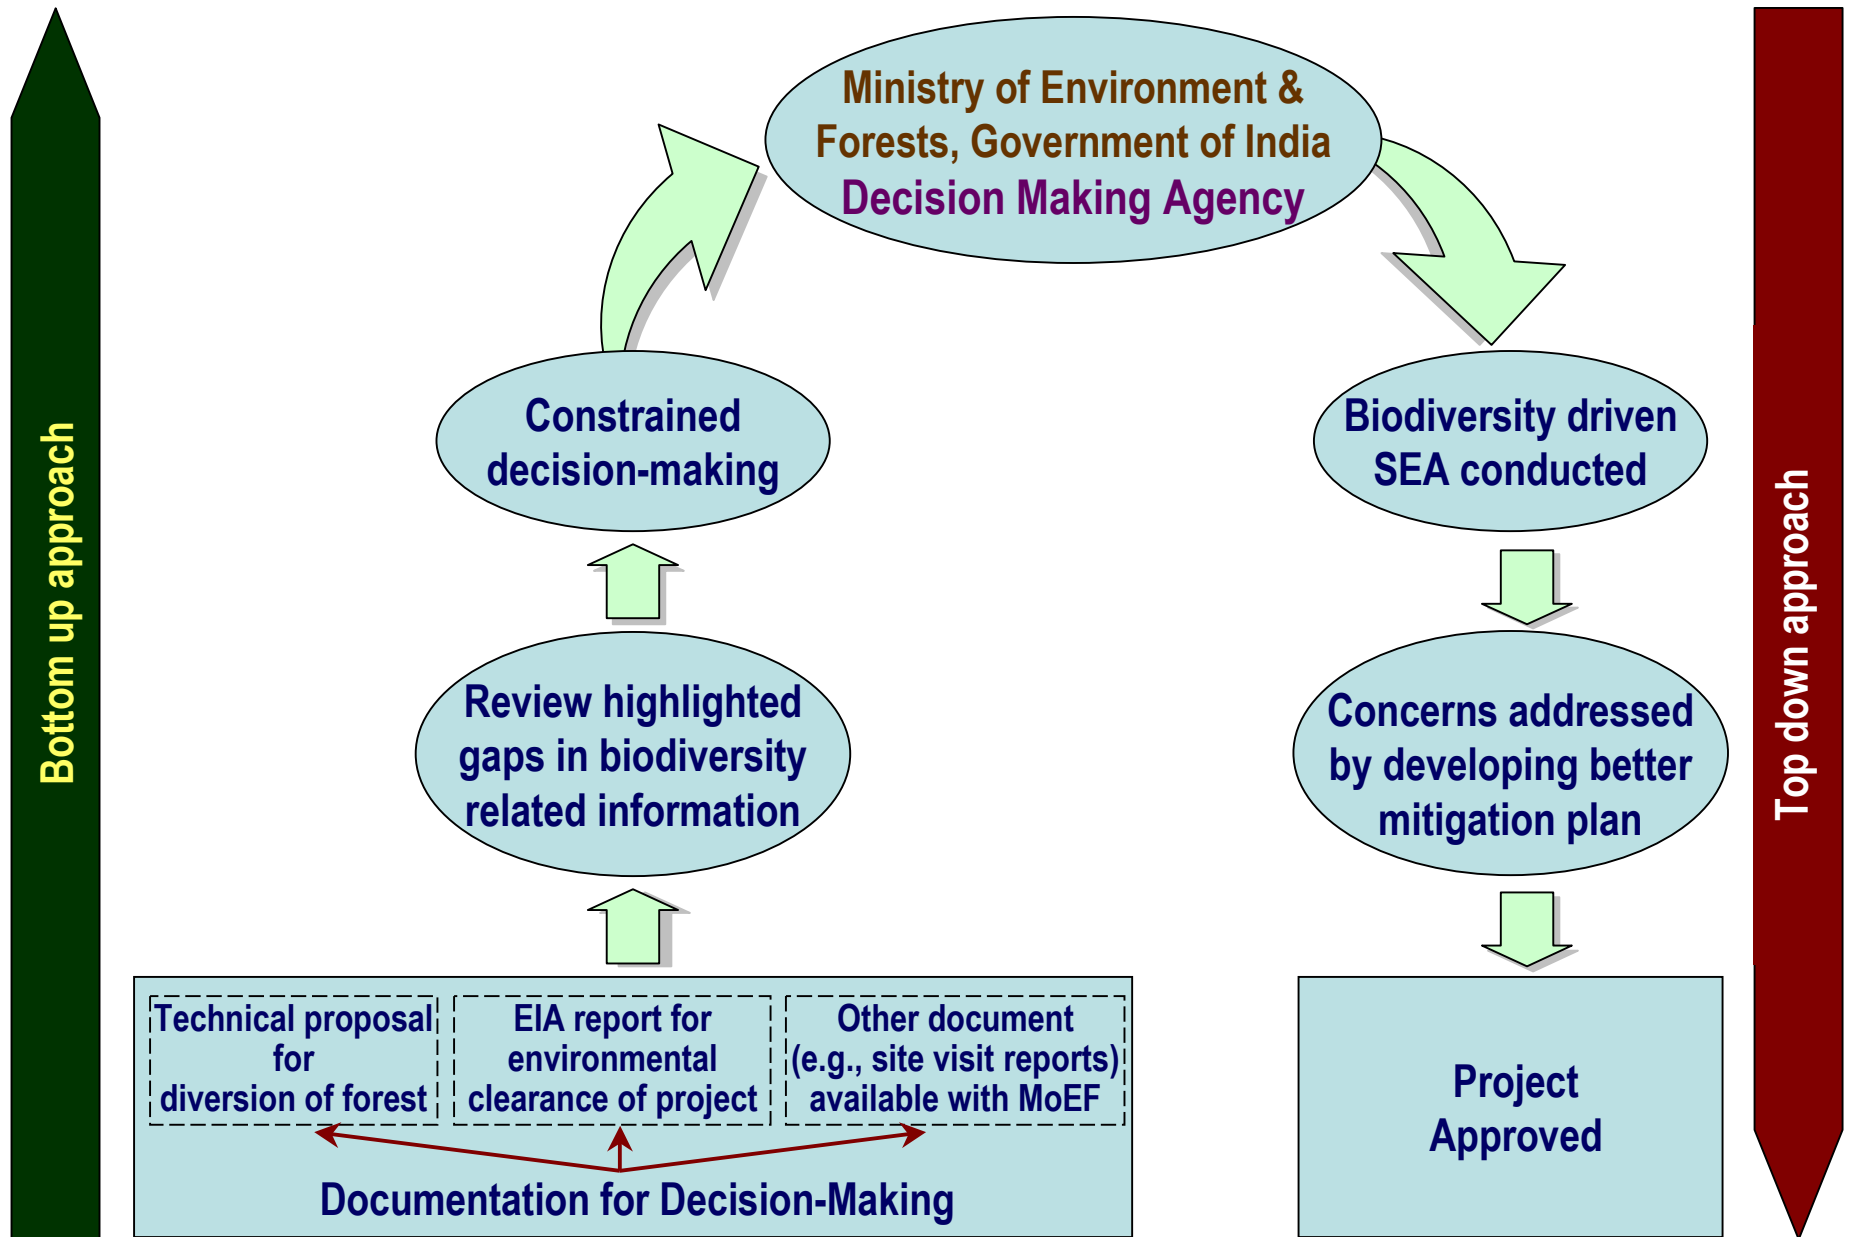 Ministry of Environment &
Forests, Government of India
Decision Making Agency
Bottom up approach
Constrained
decision-making
Review highlighted
gaps in biodiversity
related information
Technical proposal
for
diversion of forest
EIA report for
environmental
clearance of project
Other document
(e.g., site visit reports)
available with MoEF
Documentation for Decision-Making
Biodiversity driven
SEA conducted
Concerns addressed
by developing better
mitigation plan
Project
Approved
Top down approach